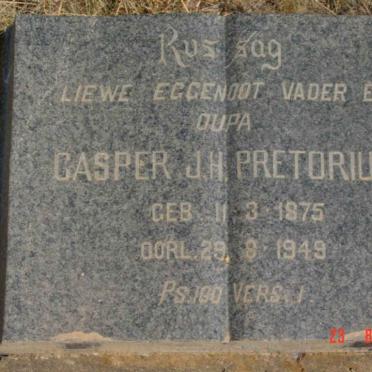 Rus sag
LIEWE EGGENOOT VADER E
OUPA
CASPER J.H. PRETORIU
GEB. 11-3-1875
OORL. 29-8-1949
PS. 100 VERS. 1.
23 8